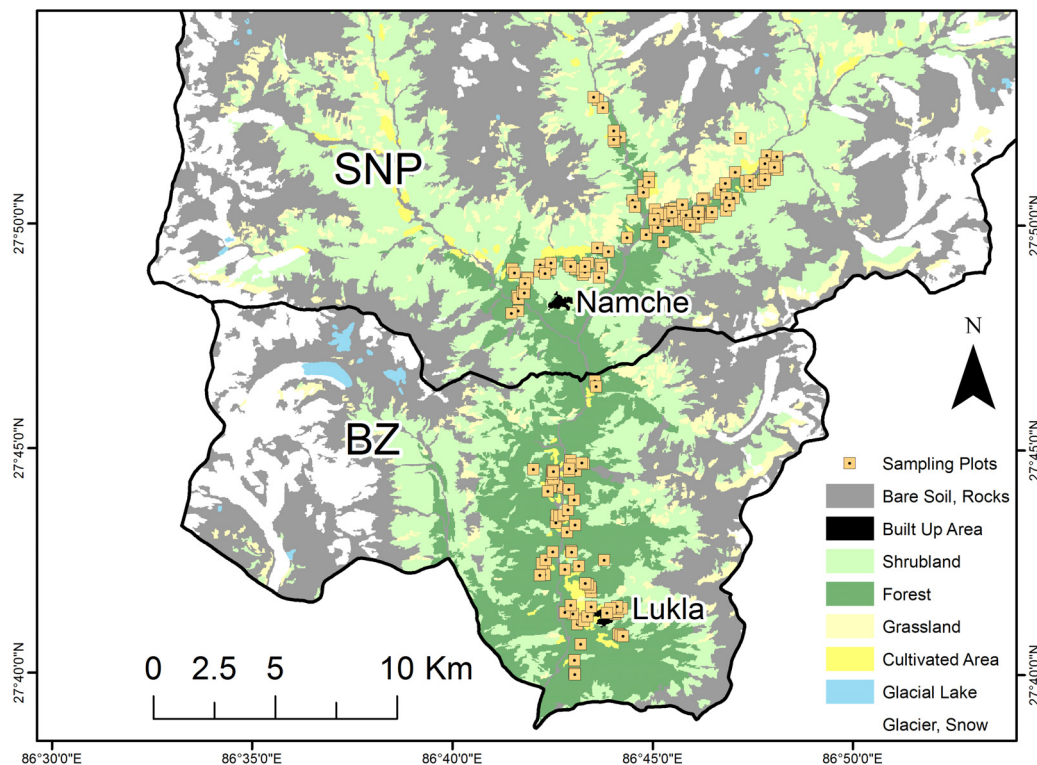 SNP
27°50'0"N
27°50'0"N
Namche
N
BZ
27°45'0"N
27°45'0"N
Sampling Plots
Bare Soil, Rocks
Built Up Area
Shrubland
Forest
Lukla
Grassland
Cultivated Area
Glacial Lake
Glacier, Snow
0 2.5 5 10 Km
27°40'0"N
27°40'0"N
86°30'0"E 86°35'0"E 86°40'0"E 86°45'0"E 86°50'0"E